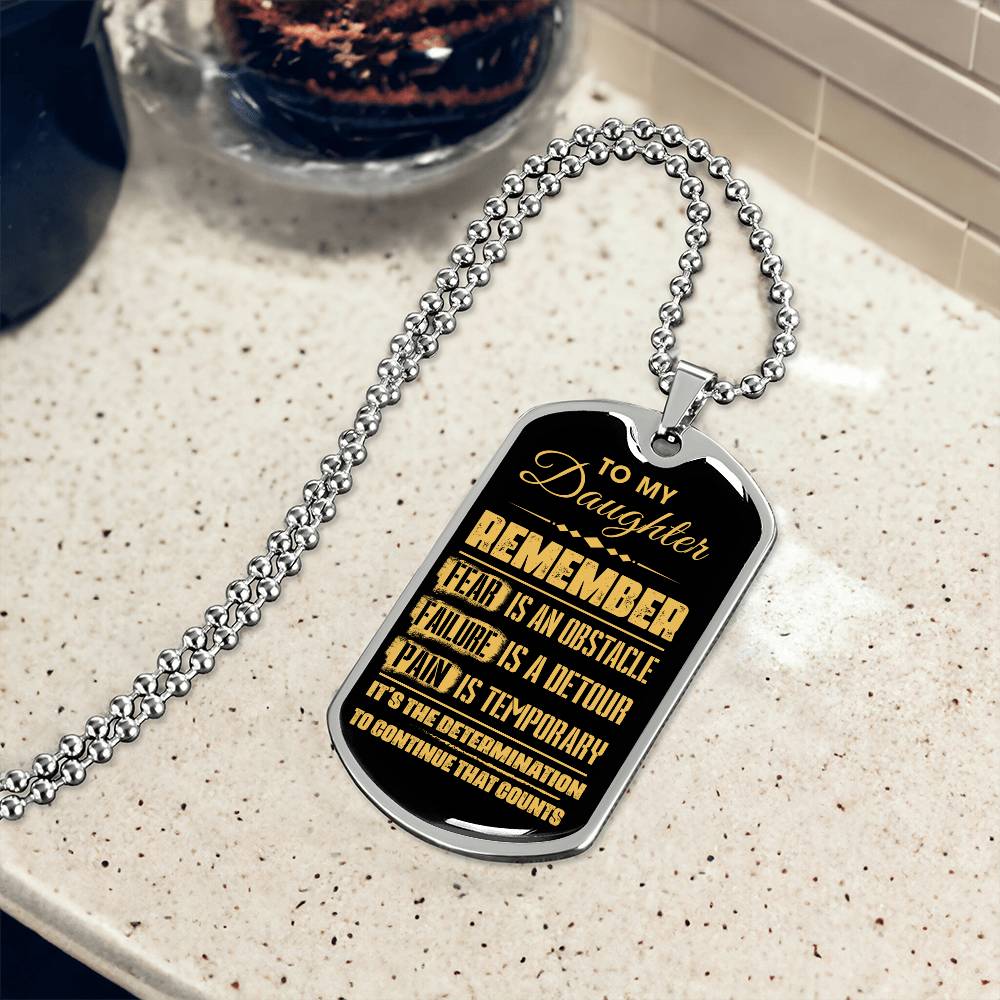 TO MY
Daughter
REMEMBER
FEAR IS AN OBSTACLE
FAILURE IS A DETOUR
PAIN IS TEMPORARY
IT'S THE DETERMINATION
TO CONTINUE THAT COUNTS